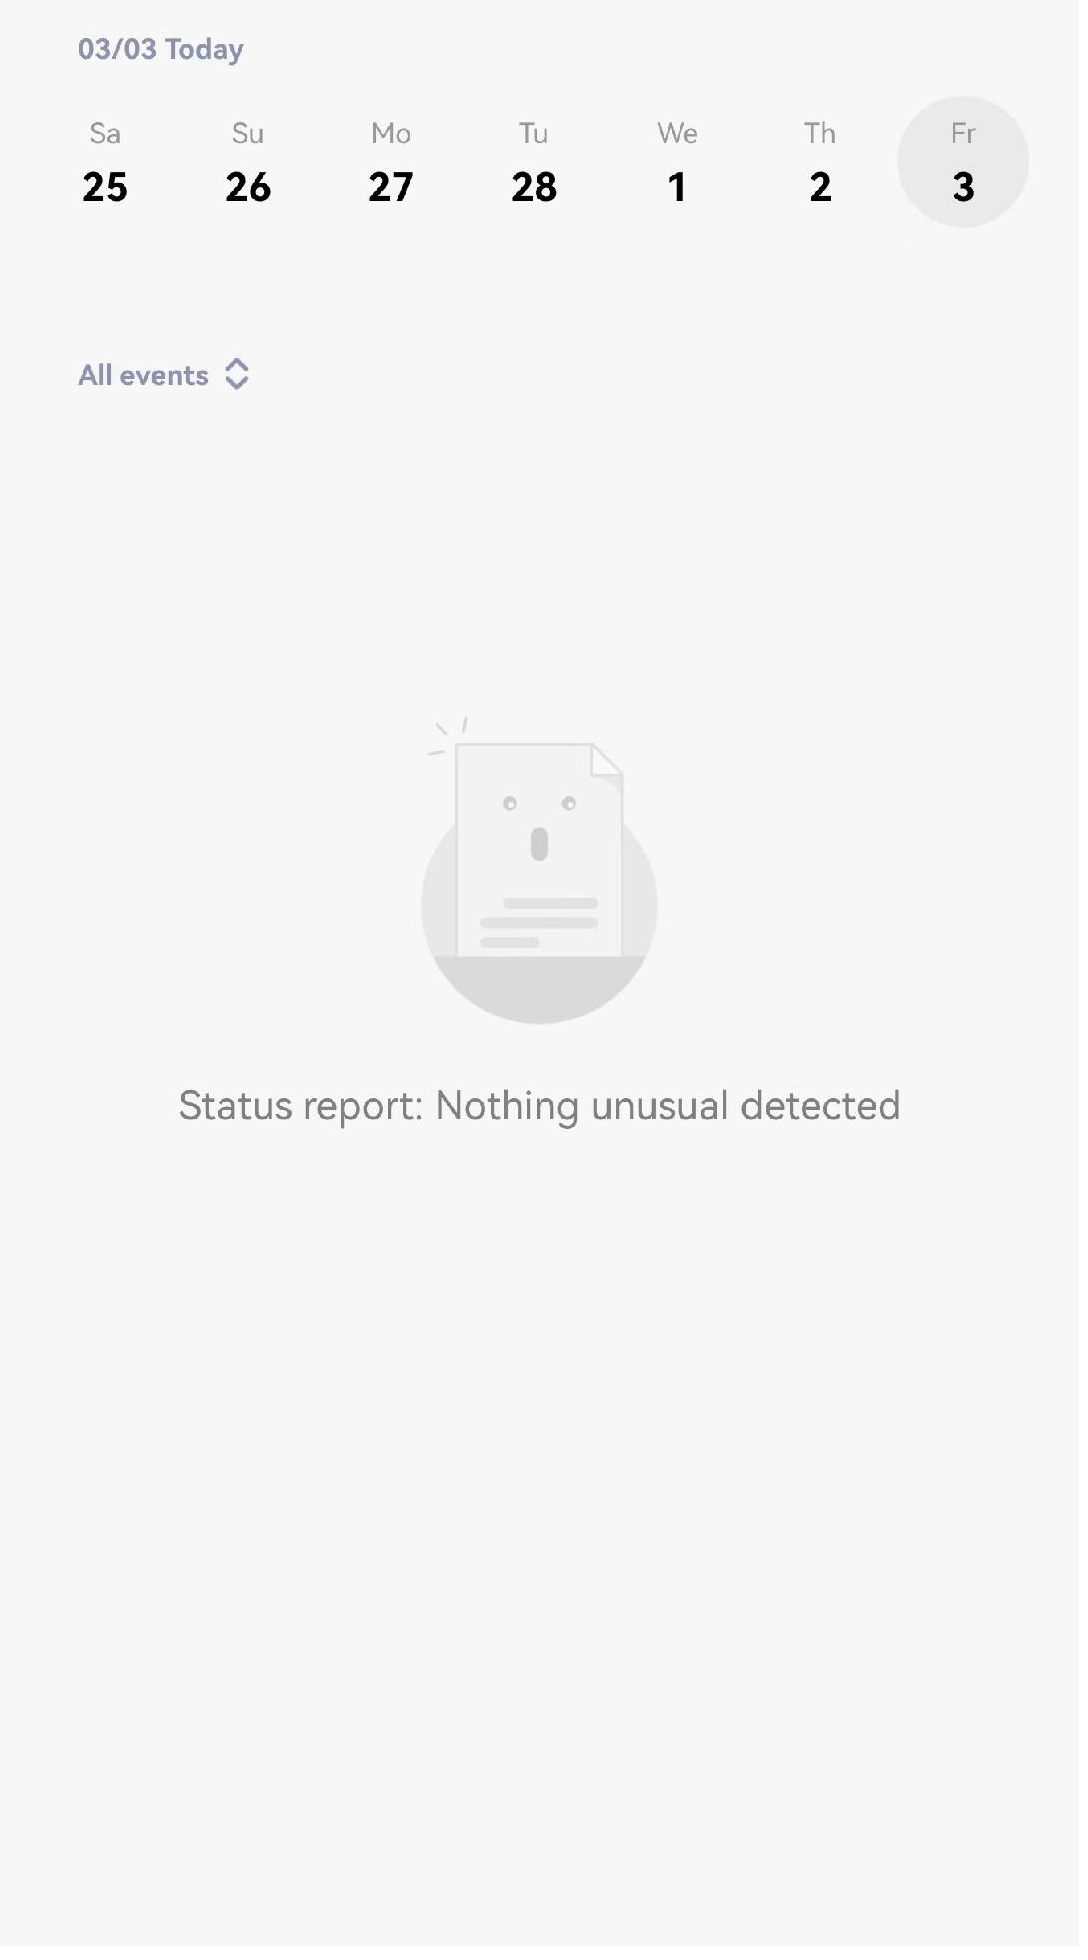 03/03 Today
Sa Su Mo Tu We Th Fr
25 26 27 28 1 2 3
All events
Status report: Nothing unusual detected